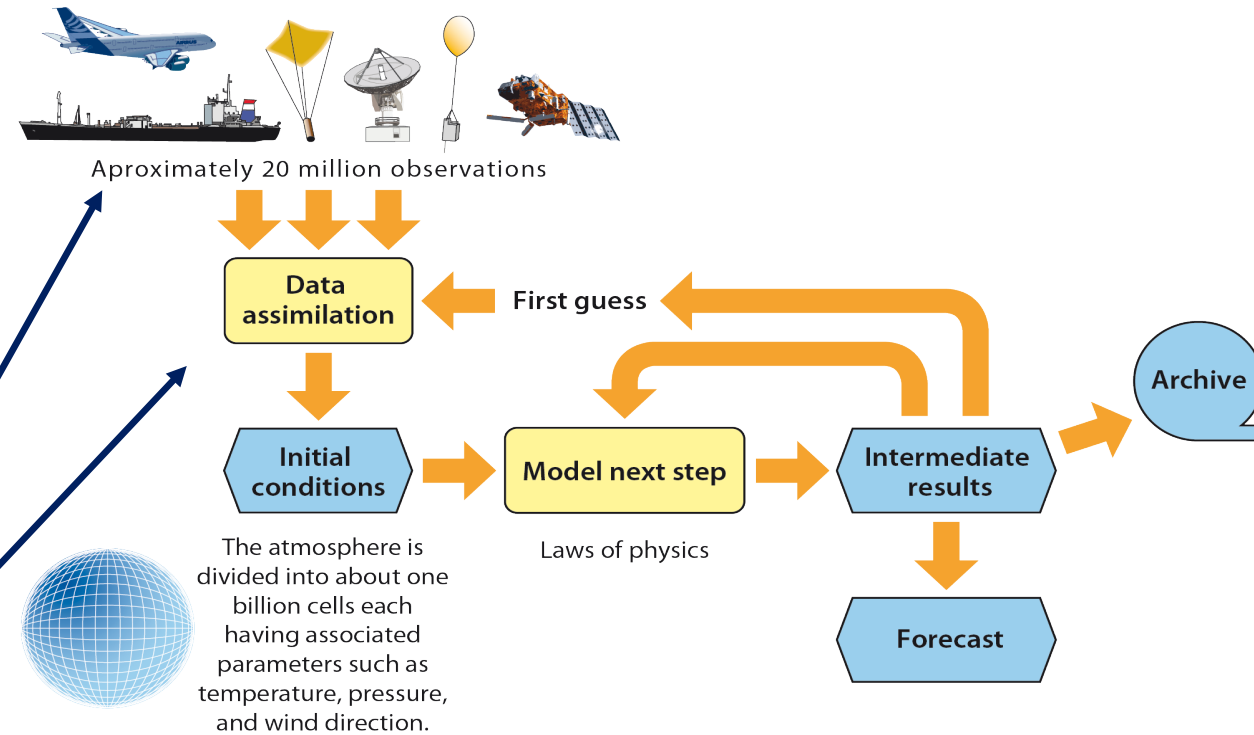 AIRBUS
Aproximately 20 million observations
Data
assimilation
First guess
Archive
Initial
conditions
Model next step
Intermediate
results
The atmosphere is
divided into about one
billion cells each
having associated
parameters such as
temperature, pressure,
and wind direction.
Laws of physics
Forecast